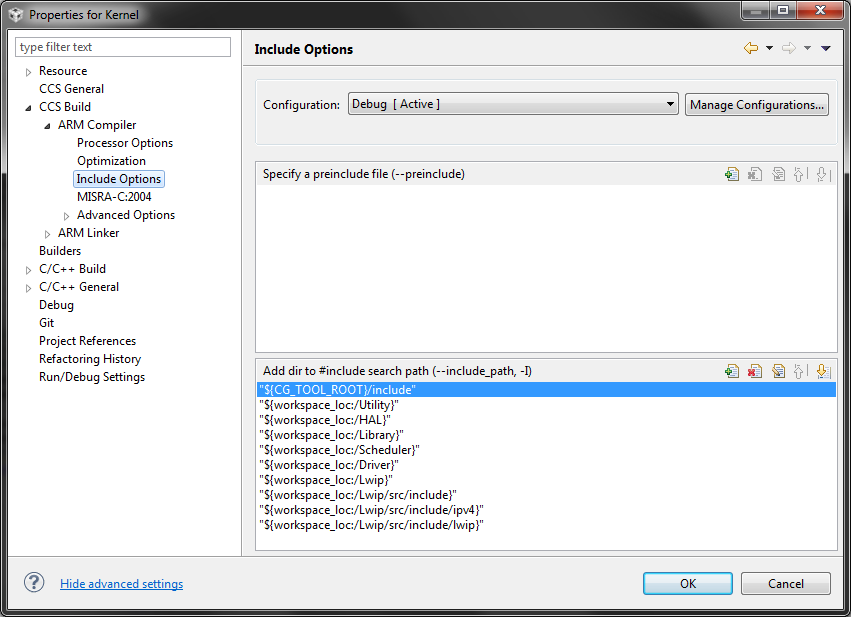 Properties for Kernel
type filter text
Resource
CCS General
CCS Build
ARM Compiler
Processor Options
Optimization
Include Options
MISRA-C:2004
Advanced Options
ARM Linker
Builders
C/C++ Build
C/C++ General
Debug
Git
Project References
Refactoring History
Run/Debug Settings
Include Options
Configuration: Debug [ Active ] Manage Configurations...
Specify a preinclude file (--preinclude)
Add dir to #include search path (--include_path, -I)
"${CG_TOOL_ROOT}/include"
"${workspace_loc:/Utility}"
"${workspace_loc:/HAL}"
"${workspace_loc:/Library}"
"${workspace_loc:/Scheduler}"
"${workspace_loc:/Driver}"
"${workspace_loc:/Lwip}"
"${workspace_loc:/Lwip/src/include}"
"${workspace_loc:/Lwip/src/include/ipv4}"
"${workspace_loc:/Lwip/src/include/lwip}"
? Hide advanced settings OK Cancel